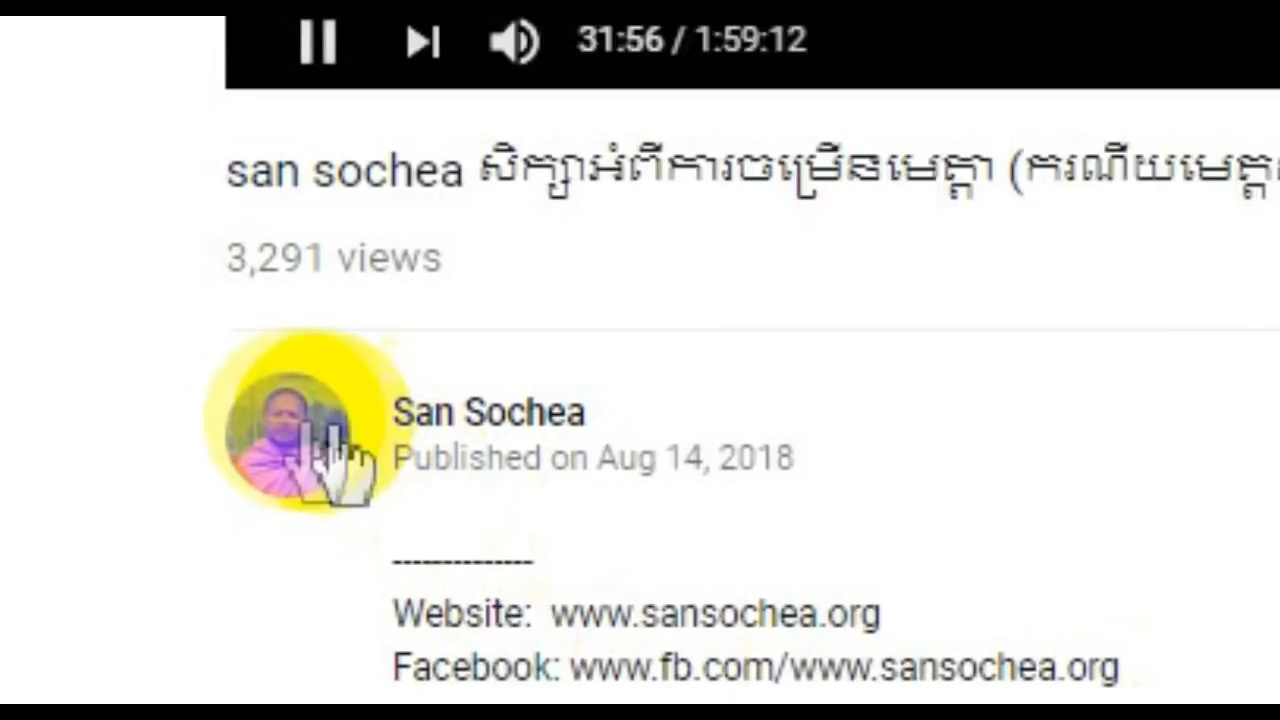 31:56 / 1:59:12
san sochea សិក្សាអំពីការចម្រើនមេត្តា (ករណីយមេត្ត
3,291 views
San Sochea
Published on Aug 14, 2018
---------------
Website: www.sansochea.org
Facebook: www.fb.com/www.sansochea.org